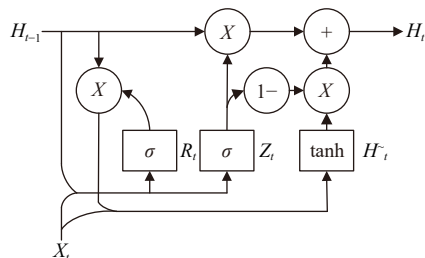 H_{t-1} X + H_t
X 1- X
σ R_t σ Z_t tanh H^~_t
X_t